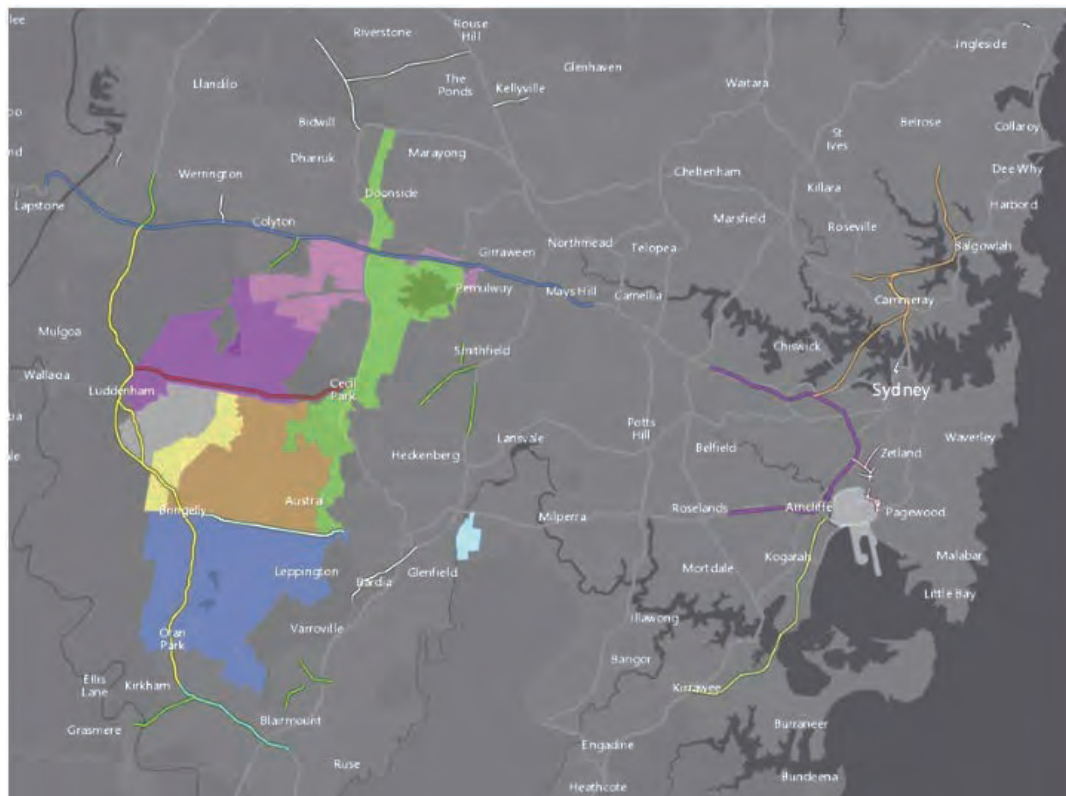 lee
Riverstone
Rouse
Hill
Ingleside
Llandilo
The
Ponds
Kellyville
Glenhaven
Waitara
Bidwill
Belrose
Collaroy
St
Ives
Dharruk
Marayong
Cheltenham
Dee Why
Werrington
Doonside
Killara
Lapstone
Colyton
Marsfield
Roseville
Harbord
Girraween
Northmead
Telopea
Balgowlah
Pemulwuy
Mays Hill
Camellia
Cammeray
Mulgoa
Smithfield
Chiswick
Wallacia
Luddenham
Cecil
Park
Sydney
Potts
Hill
Lansvale
Belfield
Waverley
Heckenberg
Zetland
Austral
Bringelly
Milperra
Roselands
Arncliffe
Pagewood
Leppington
Bardia
Glenfield
Kogarah
Mortdale
Malabar
Little Bay
Varroville
Illawong
Oran
Park
Bangor
Ellis
Lane
Kirkham
Kirrawee
Grasmere
Blairmount
Burraneer
Ruse
Engadine
Bundeena
Heathcote